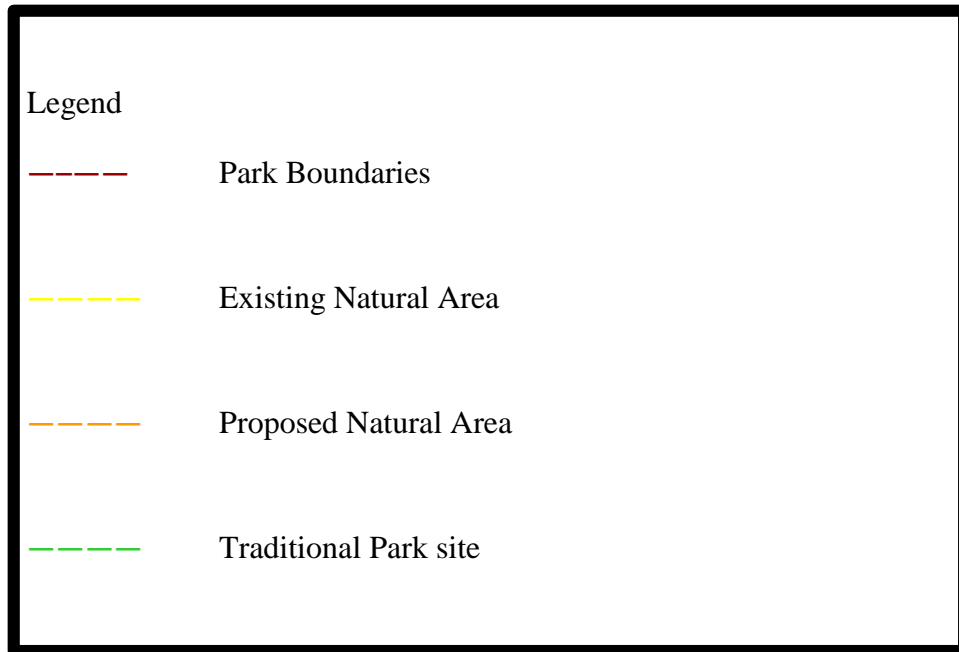 Legend
Park Boundaries
Existing Natural Area
Proposed Natural Area
Traditional Park site